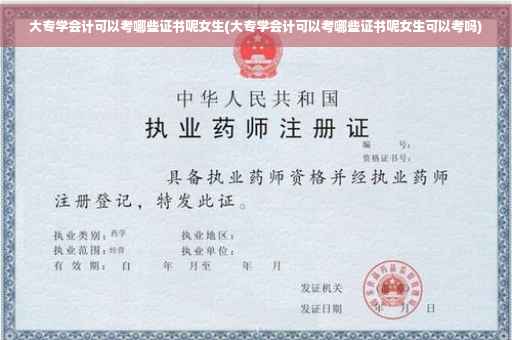 大专学会计可以考哪些证书呢女生(大专学会计可以考哪些证书呢女生可以考吗)
中华人民共和国
执业药师注册证
编 号:
资格证书号:
具备执业药师资格并经执业药师
注册登记，特发此证。
执业类别: 药学 执业地区:
执业范围: 经营 执业单位:
有 效 期: 自 年 月至 年 月
发证机关
发证日期 年 月 日